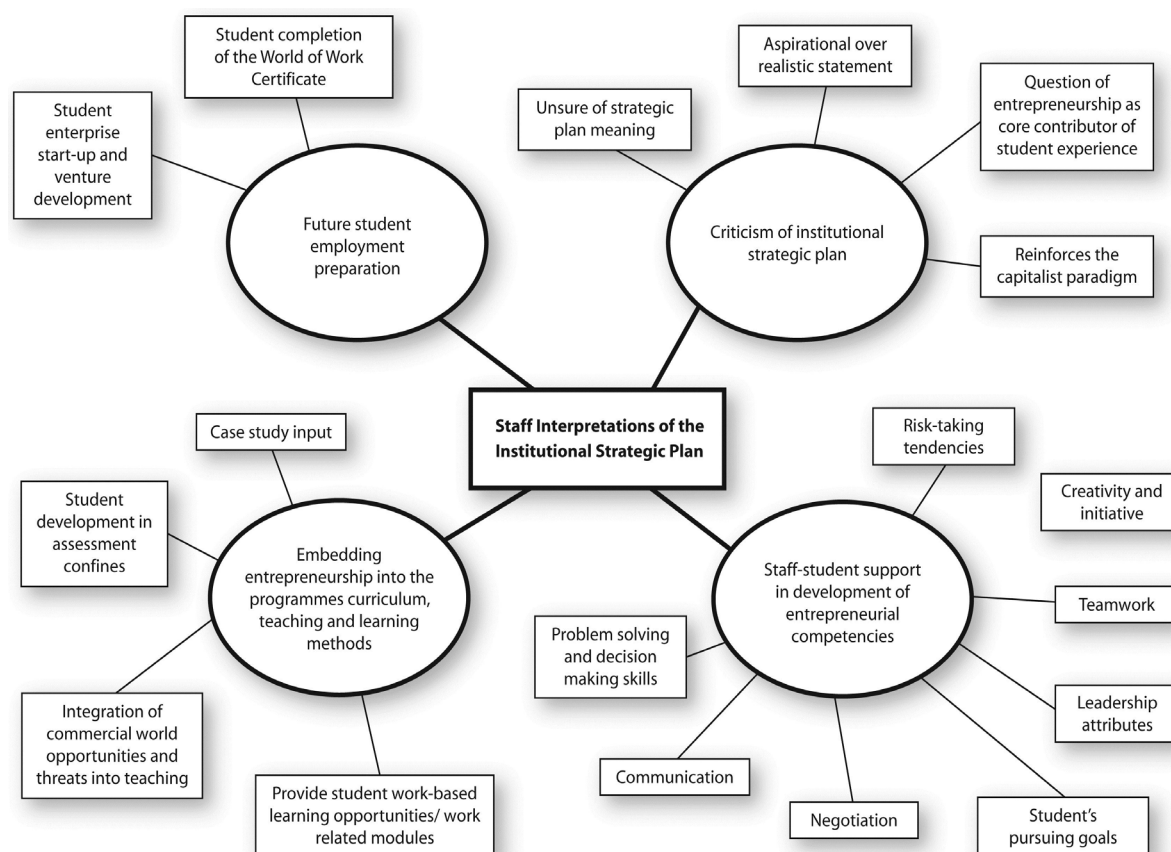 Student completion
of the World of Work
Certificate
Student
enterprise
start-up and
venture
development
Future student
employment
preparation
Aspirational over
realistic statement
Unsure of strategic
plan meaning
Question of
entrepreneurship as
core contributor of
student experience
Criticism of institutional
strategic plan
Reinforces the
capitalist paradigm
Staff Interpretations of the
Institutional Strategic Plan
Case study input
Student
development in
assessment
confines
Embedding
entrepreneurship into the
programmes curriculum,
teaching and learning
methods
Integration of
commercial world
opportunities and
threats into teaching
Provide student work-based
learning opportunities/ work
related modules
Risk-taking
tendencies
Creativity and
initiative
Staff-student support
in development of
entrepreneurial
competencies
Teamwork
Problem solving
and decision
making skills
Leadership
attributes
Communication
Negotiation
Student's
pursuing goals